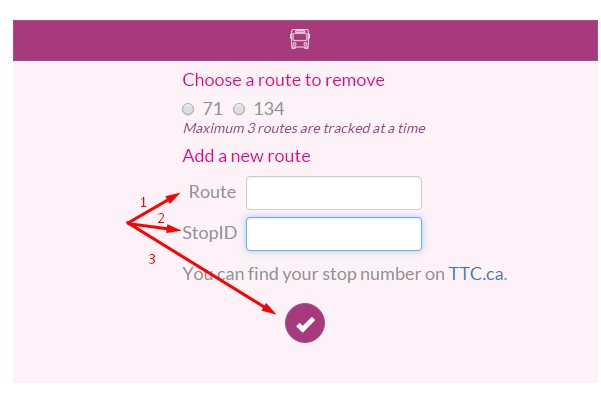 Choose a route to remove
71 134
Maximum 3 routes are tracked at a time
Add a new route
1 Route
2 StopID
3
You can find your stop number on TTC.ca.